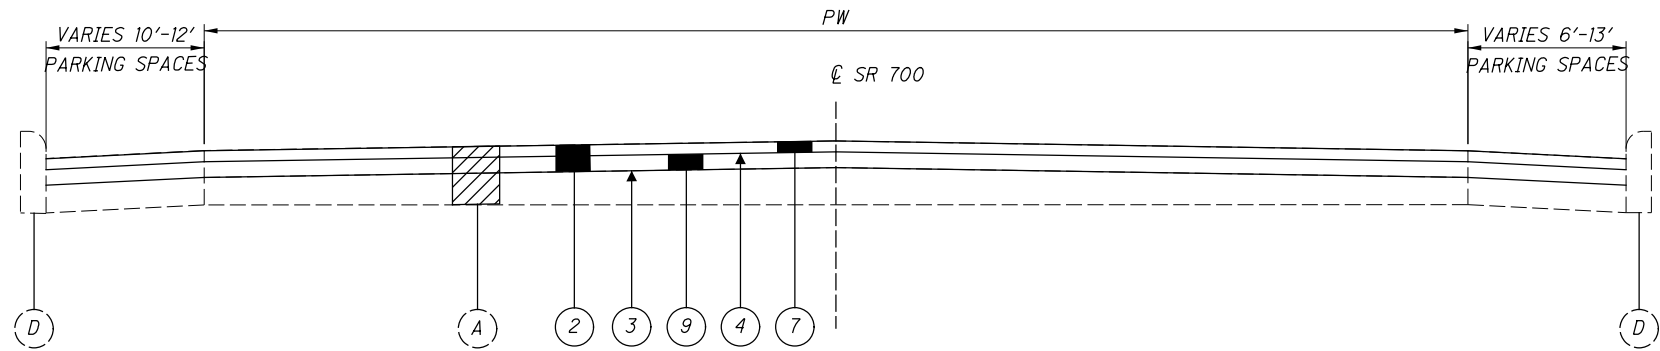 PW
VARIES 10'-12'
PARKING SPACES
VARIES 6'-13'
PARKING SPACES
℄ SR 700
D
A
2
3
9
4
7
D